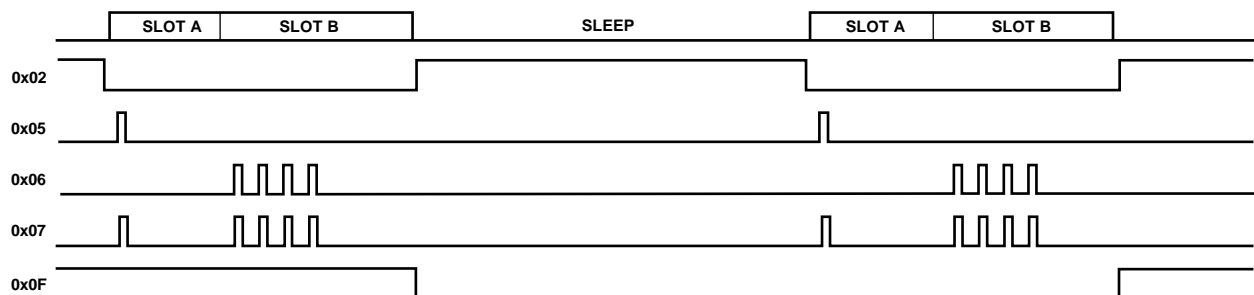 SLOT A SLOT B SLEEP SLOT A SLOT B
0x02
0x05
0x06
0x07
0x0F